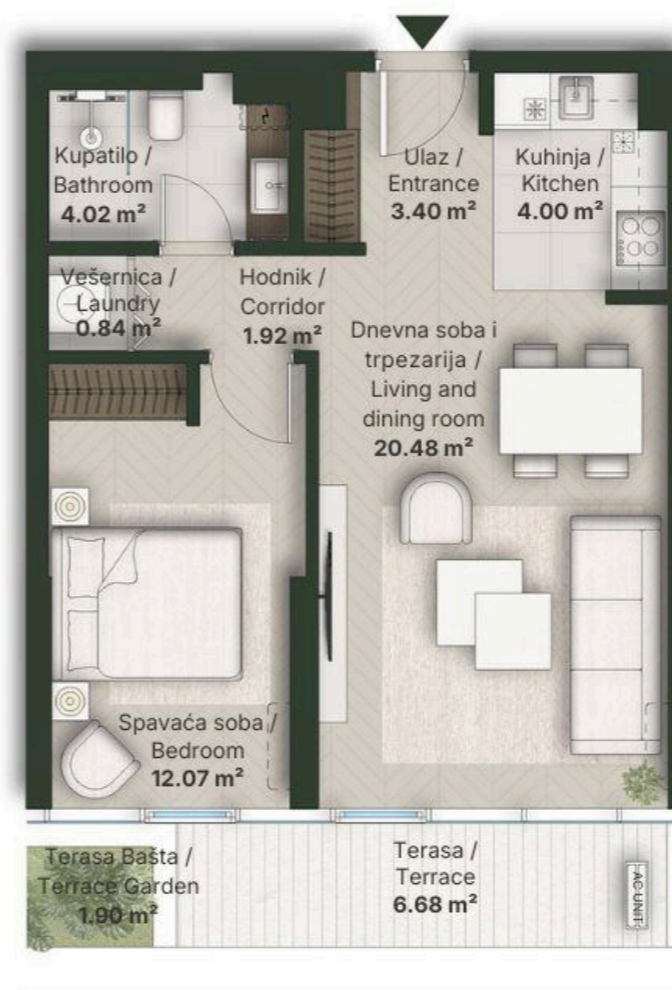 Kupatilo /
Bathroom
4.02 m²
Ulaz /
Entrance
3.40 m²
Kuhinja /
Kitchen
4.00 m²
Vešernica /
Laundry
0.84 m²
Hodnik /
Corridor
1.92 m²
Dnevna soba i
trpezarija /
Living and
dining room
20.48 m²
Spavaća soba /
Bedroom
12.07 m²
Terasa Bašta /
Terrace Garden
1.90 m²
Terasa /
Terrace
6.68 m²
AC UNIT